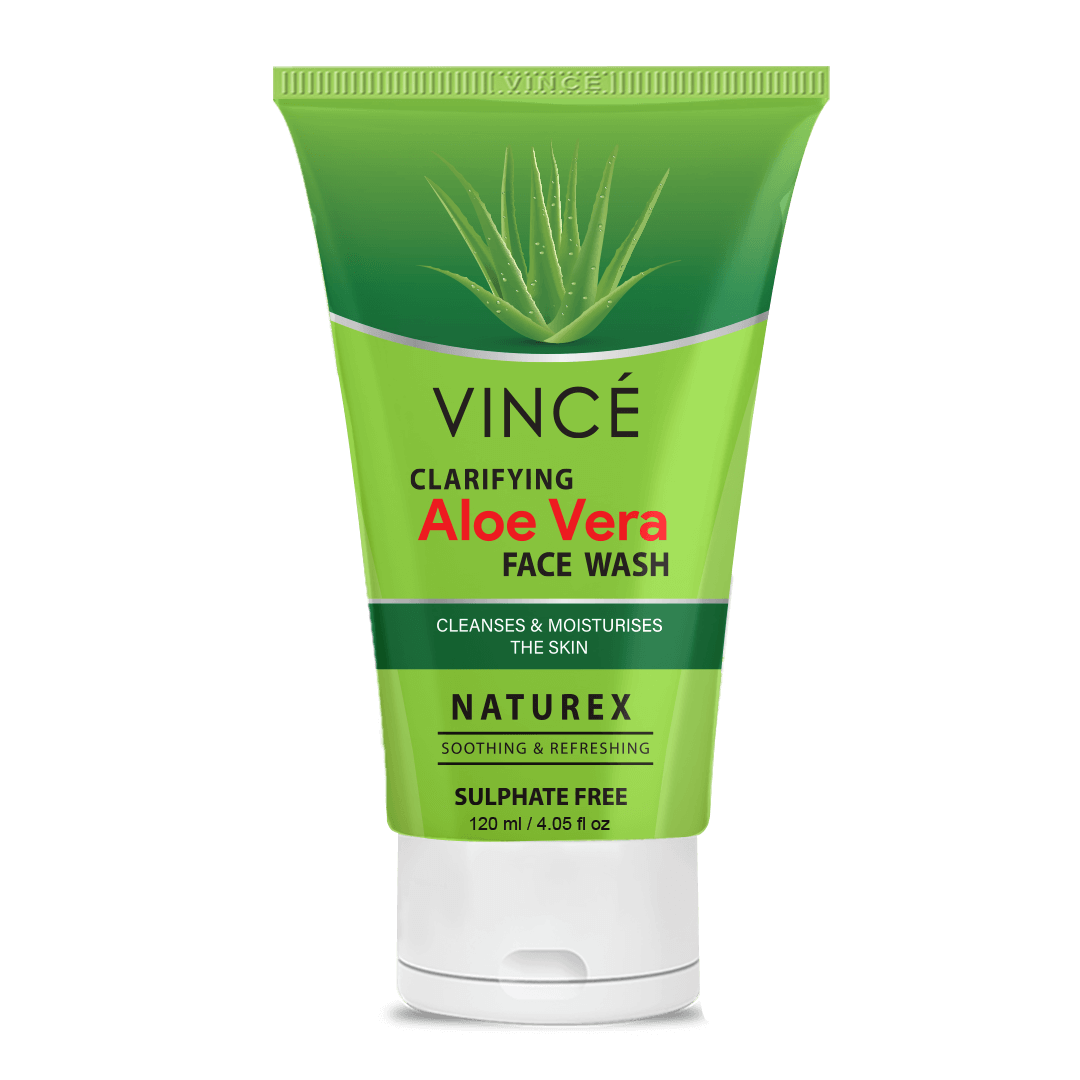 VINCÉ
VINCÉ
CLARIFYING
Aloe Vera
FACE WASH
CLEANSES & MOISTURISES
THE SKIN
NATUREX
SOOTHING & REFRESHING
SULPHATE FREE
120 ml / 4.05 fl oz